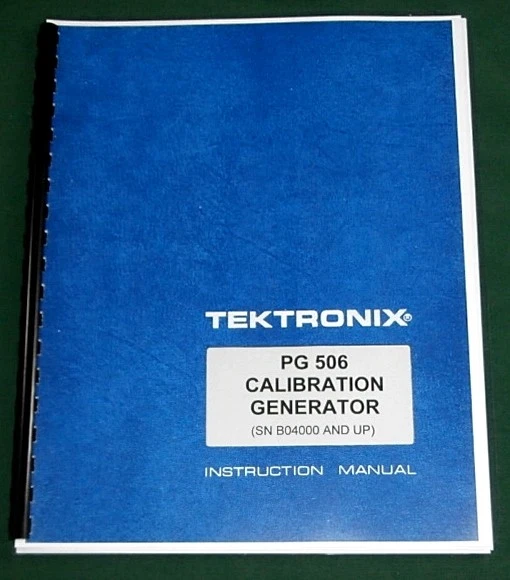 TEKTRONIX®
PG 506
CALIBRATION
GENERATOR
(SN B04000 AND UP)
INSTRUCTION MANUAL